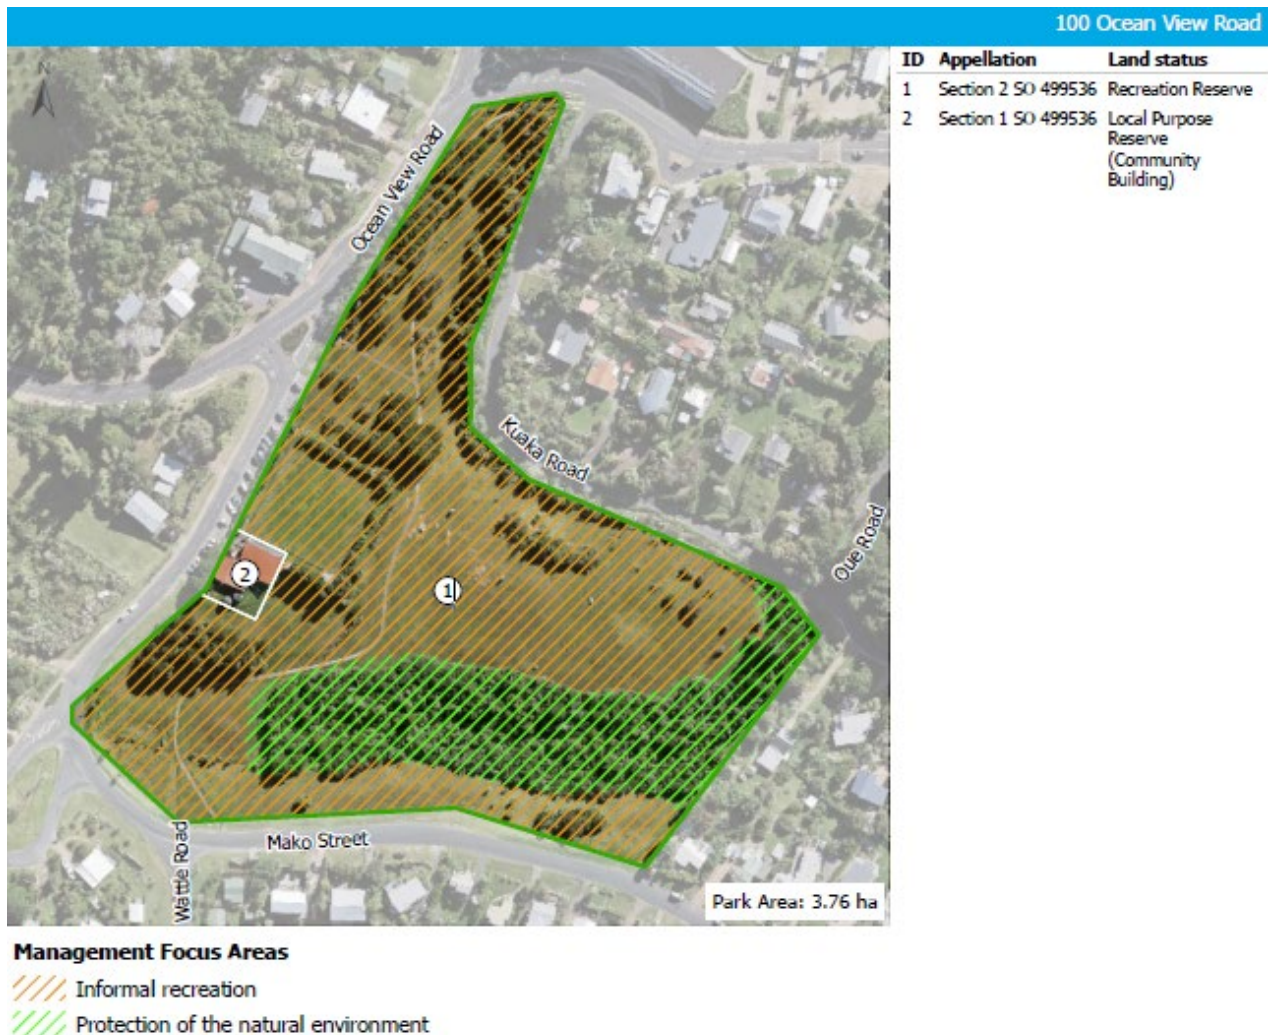 100 Ocean View Road
ID Appellation Land status
1 Section 2 SO 499536 Recreation Reserve
2 Section 1 SO 499536 Local Purpose
Reserve
(Community
Building)
N
Ocean View Road
Kuaka Road
Oue Road
2
1
Wattle Road
Mako Street
Park Area: 3.76 ha
Management Focus Areas
Informal recreation
Protection of the natural environment